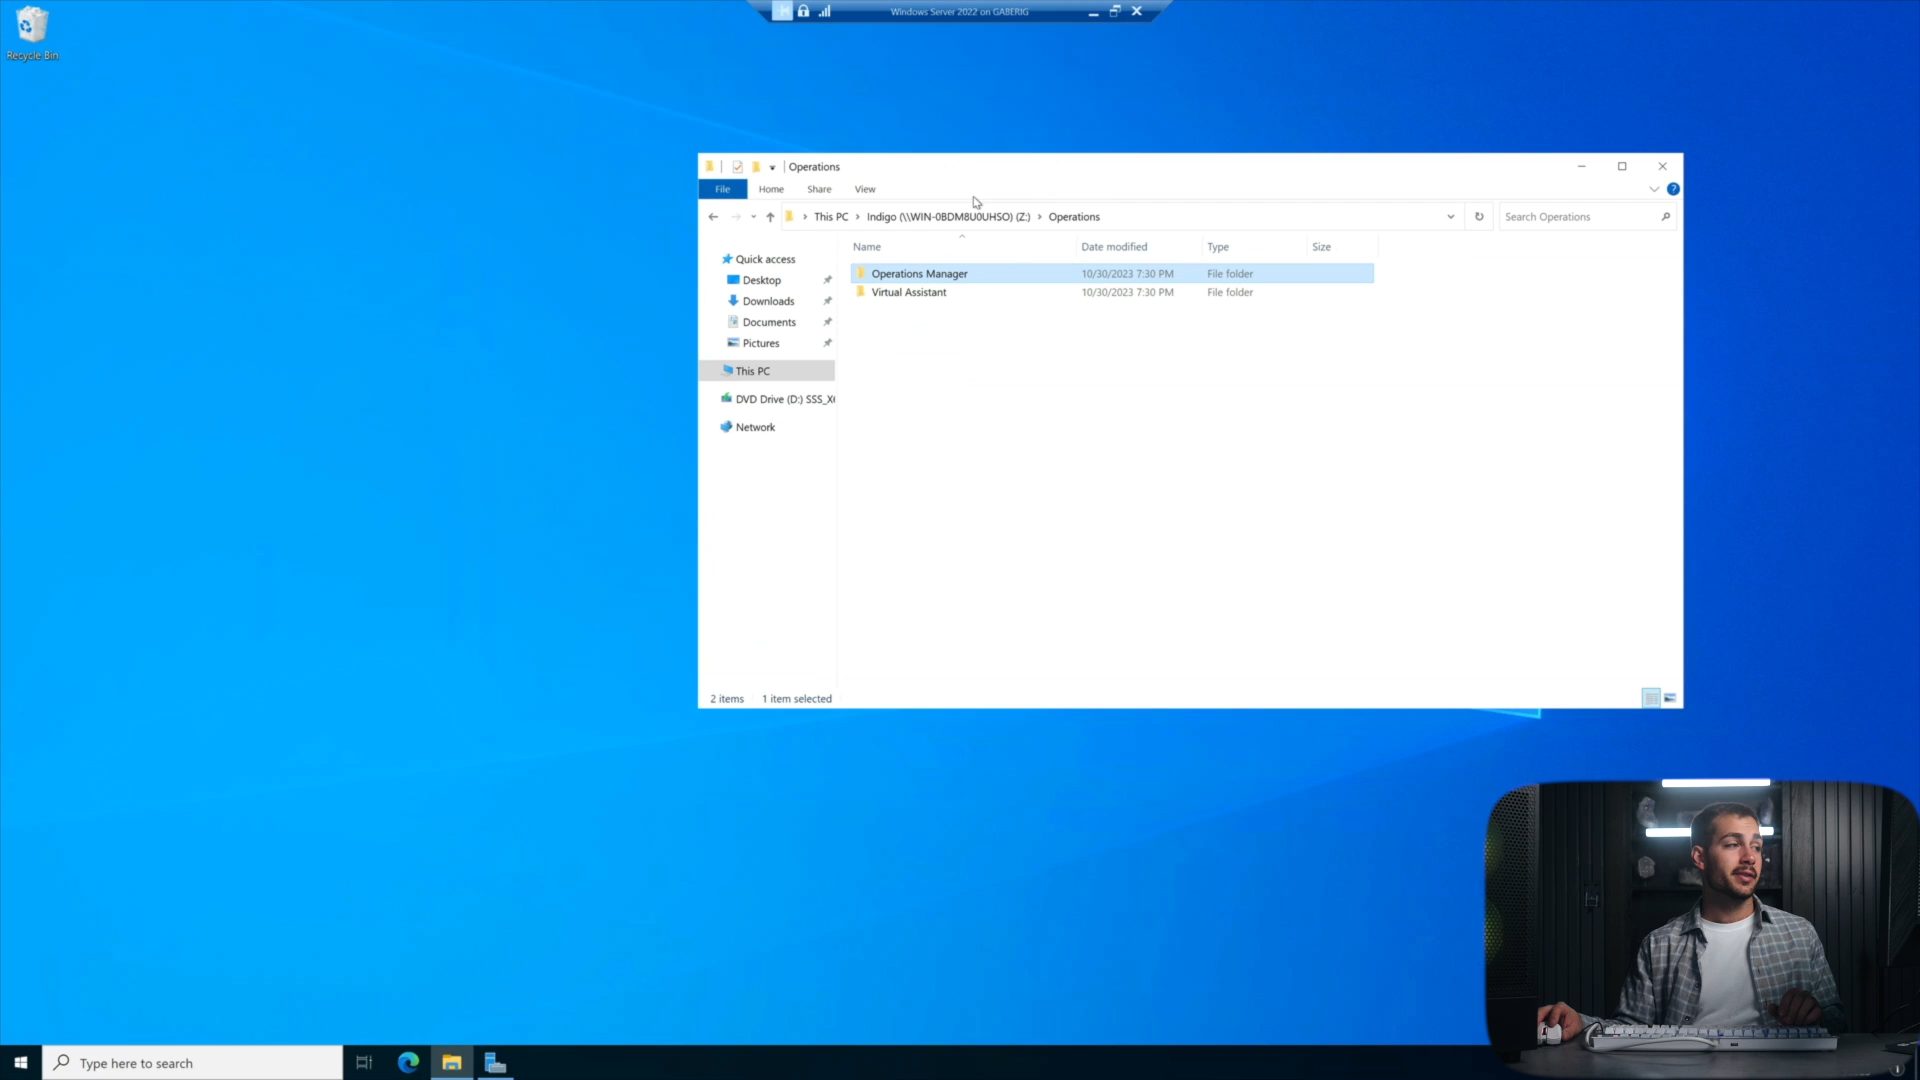 Recycle Bin
Windows Server 2022 on GABERIG
Operations
File Home Share View
This PC Indigo (\\WIN-0BDM8U0UHSO) (Z:) Operations
Search Operations
Name Date modified Type Size
Operations Manager 10/30/2023 7:30 PM File folder
Virtual Assistant 10/30/2023 7:30 PM File folder
Quick access
Desktop
Downloads
Documents
Pictures
This PC
DVD Drive (D:) SSS_X6
Network
2 items 1 item selected
Type here to search